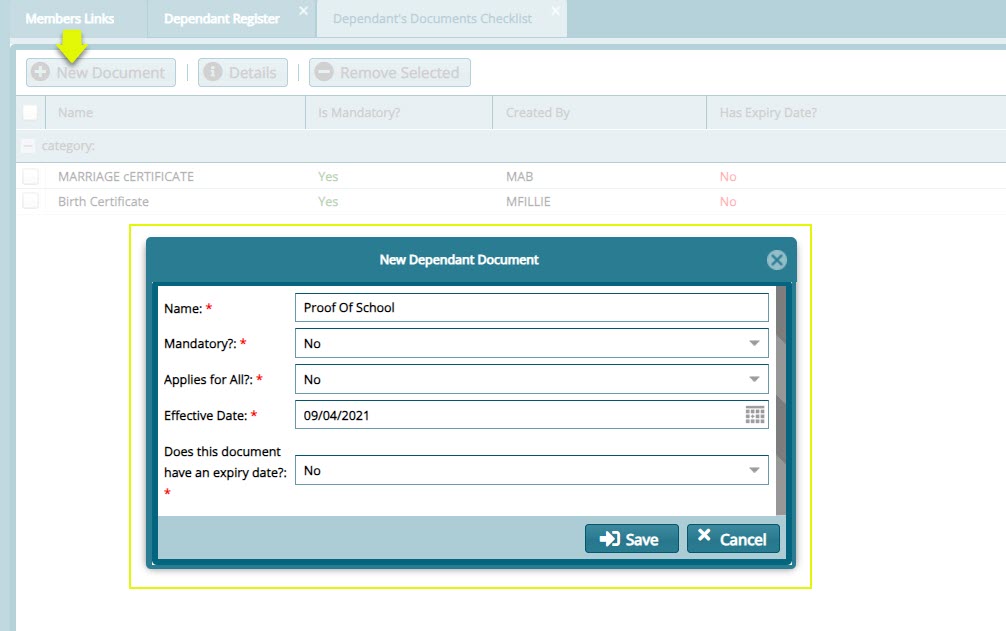 Members Links
Dependant Register
Dependant's Documents Checklist
New Document
Details
Remove Selected
Name
Is Mandatory?
Created By
Has Expiry Date?
category:
MARRIAGE cERTIFICATE
Yes
MAB
No
Birth Certificate
Yes
MFILLIE
No
New Dependant Document
Name: *
Proof Of School
Mandatory?: *
No
Applies for All?: *
No
Effective Date: *
09/04/2021
Does this document
have an expiry date?:
*
No
Save
Cancel